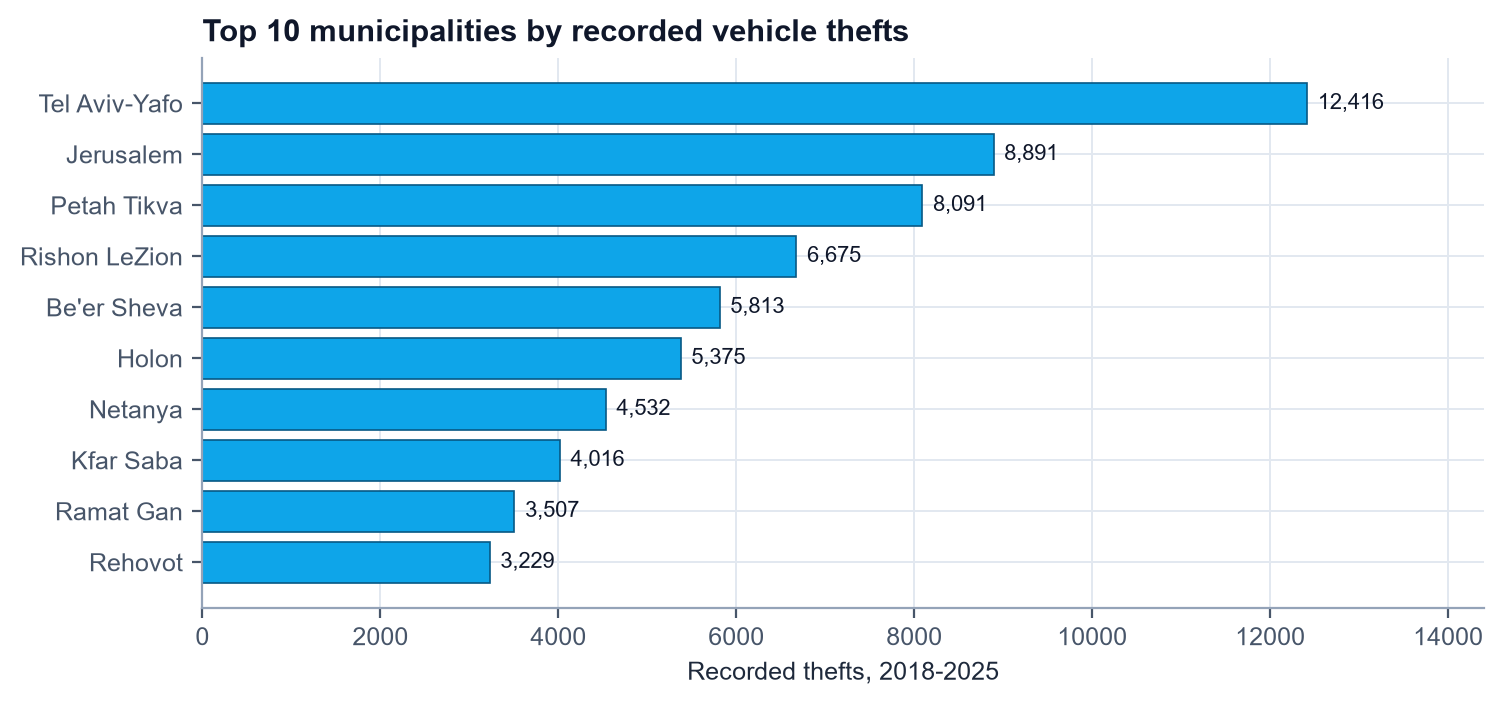 Top 10 municipalities by recorded vehicle thefts
Tel Aviv-Yafo 12,416
Jerusalem 8,891
Petah Tikva 8,091
Rishon LeZion 6,675
Be'er Sheva 5,813
Holon 5,375
Netanya 4,532
Kfar Saba 4,016
Ramat Gan 3,507
Rehovot 3,229
0 2000 4000 6000 8000 10000 12000 14000
Recorded thefts, 2018-2025